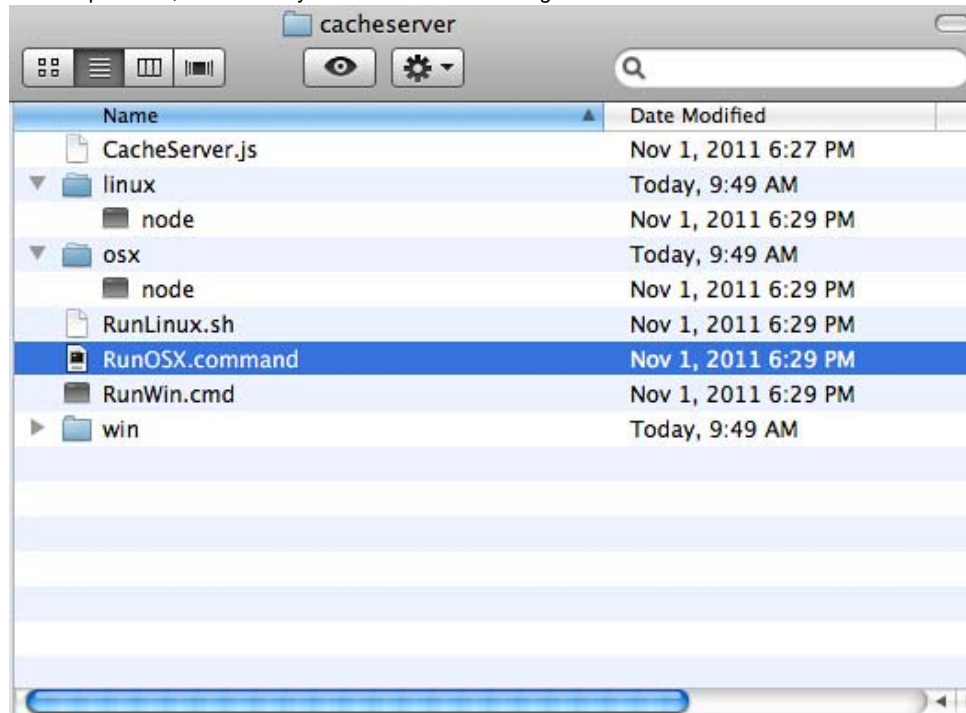 cacheserver
Name Date Modified
CacheServer.js Nov 1, 2011 6:27 PM
linux Today, 9:49 AM
node Nov 1, 2011 6:29 PM
osx Today, 9:49 AM
node Nov 1, 2011 6:29 PM
RunLinux.sh Nov 1, 2011 6:29 PM
RunOSX.command Nov 1, 2011 6:29 PM
RunWin.cmd Nov 1, 2011 6:29 PM
win Today, 9:49 AM